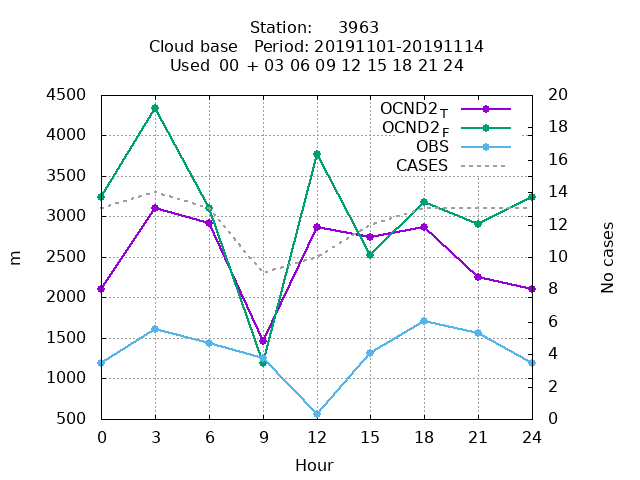 Station: 3963
Cloud base Period: 20191101-20191114
Used 00 + 03 06 09 12 15 18 21 24
OCND2_T
OCND2_F
OBS
CASES
4500
4000
3500
3000
2500
2000
1500
1000
500
m
20
18
16
14
12
10
8
6
4
2
0
No cases
0 3 6 9 12 15 18 21 24
Hour